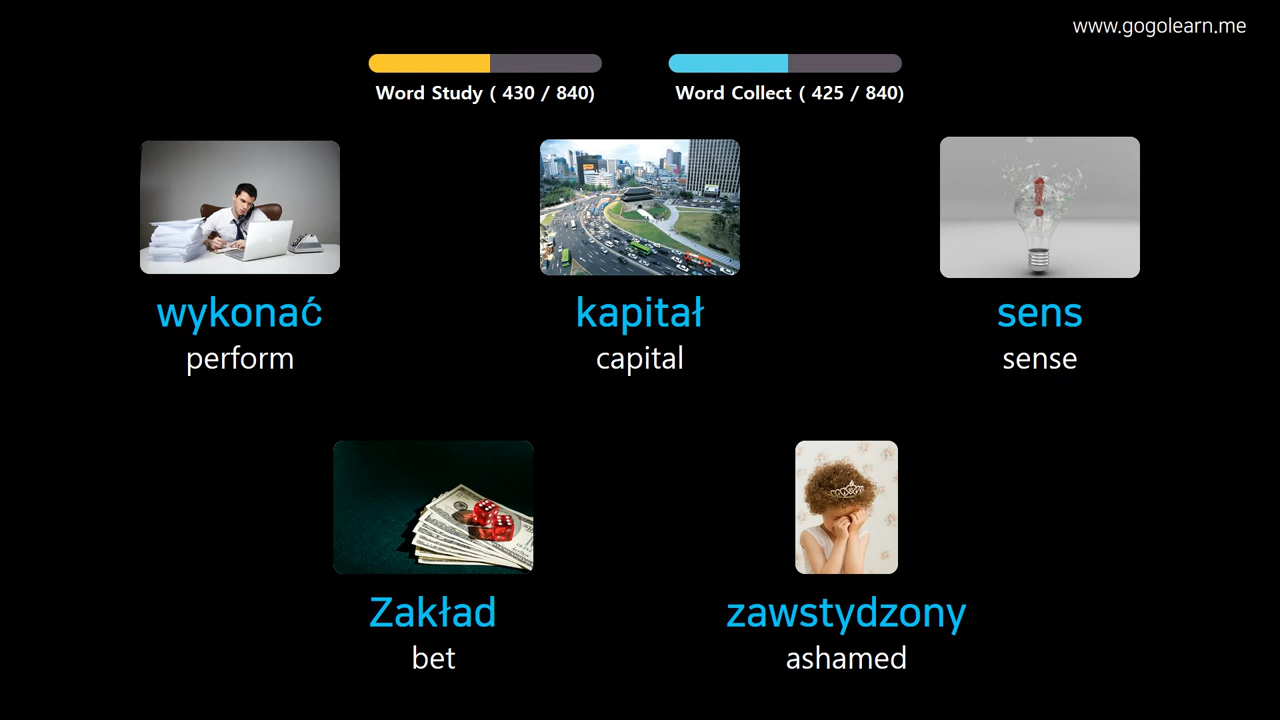 www.gogolearn.me
Word Study ( 430 / 840)
Word Collect ( 425 / 840)
wykonać
perform
kapitał
capital
sens
sense
Zakład
bet
zawstydzony
ashamed